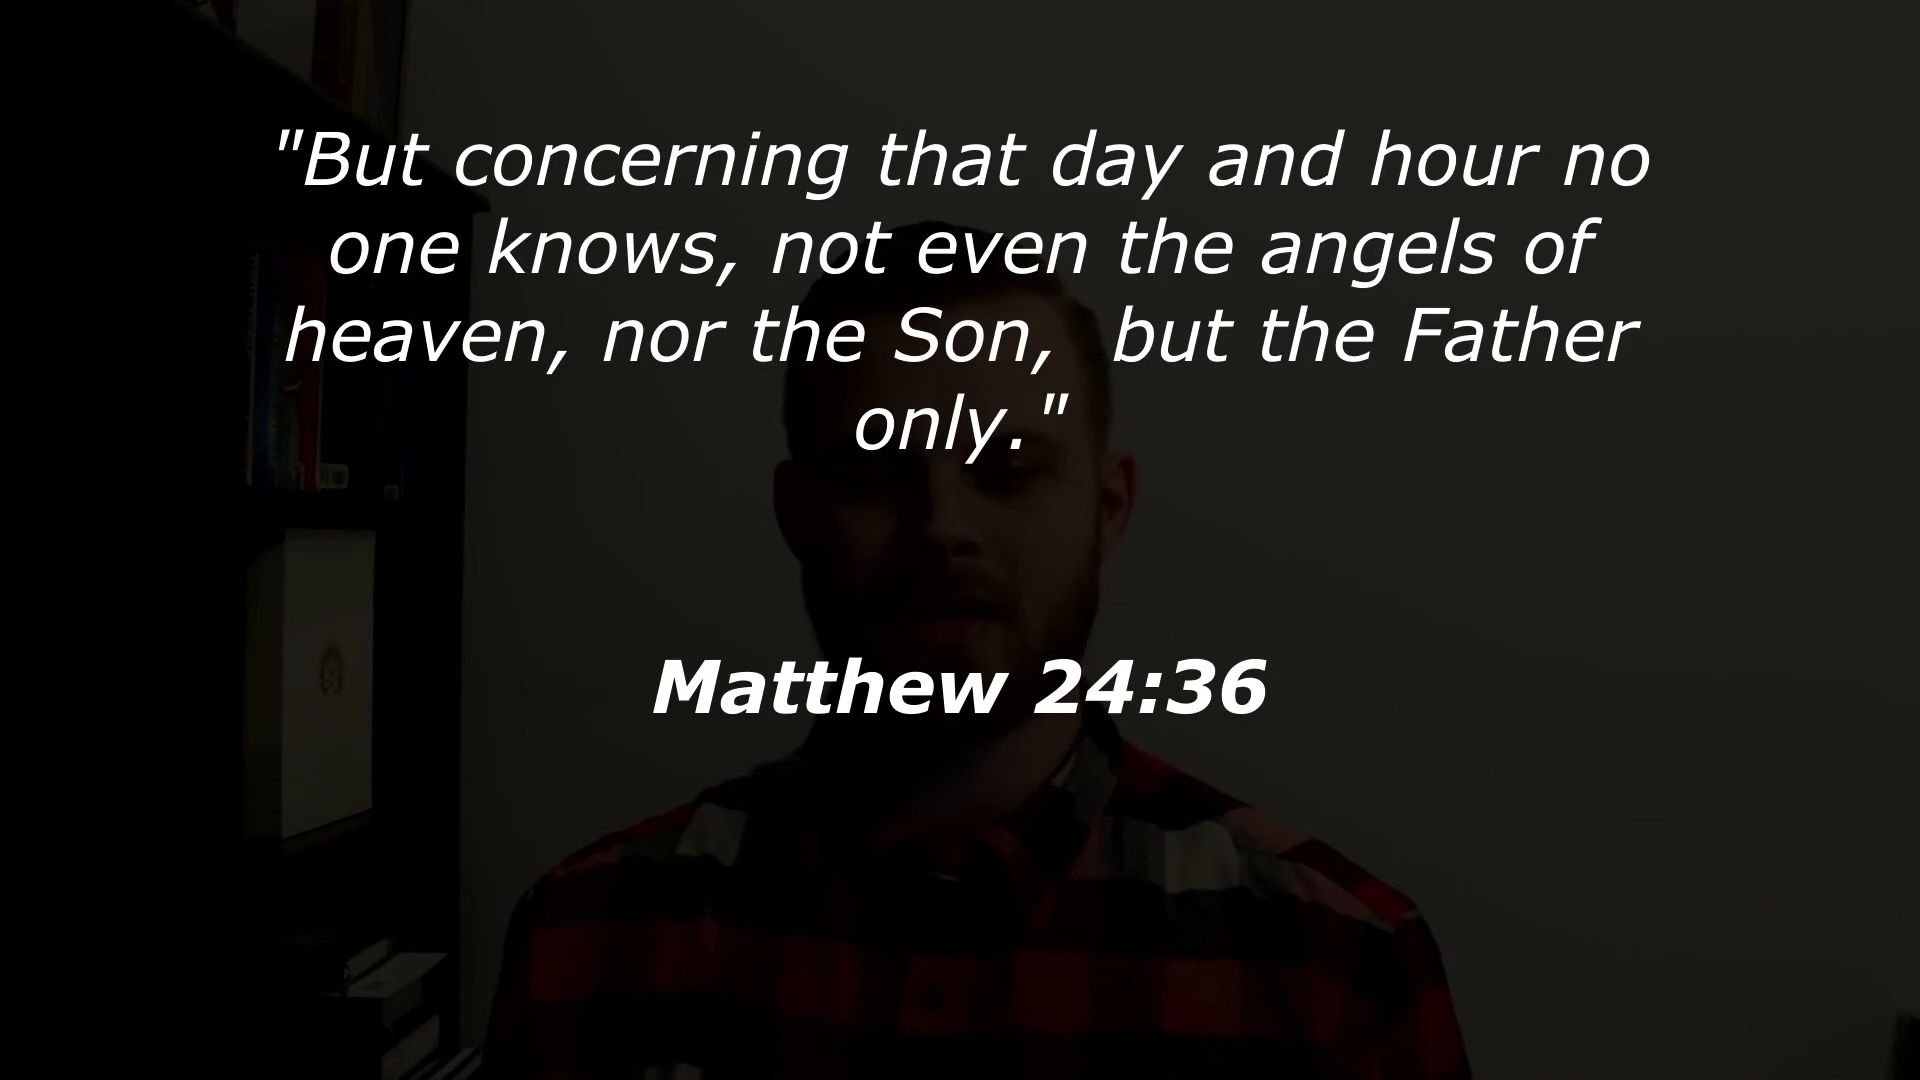 "But concerning that day and hour no
one knows, not even the angels of
heaven, nor the Son,  but the Father
only."
Matthew 24:36